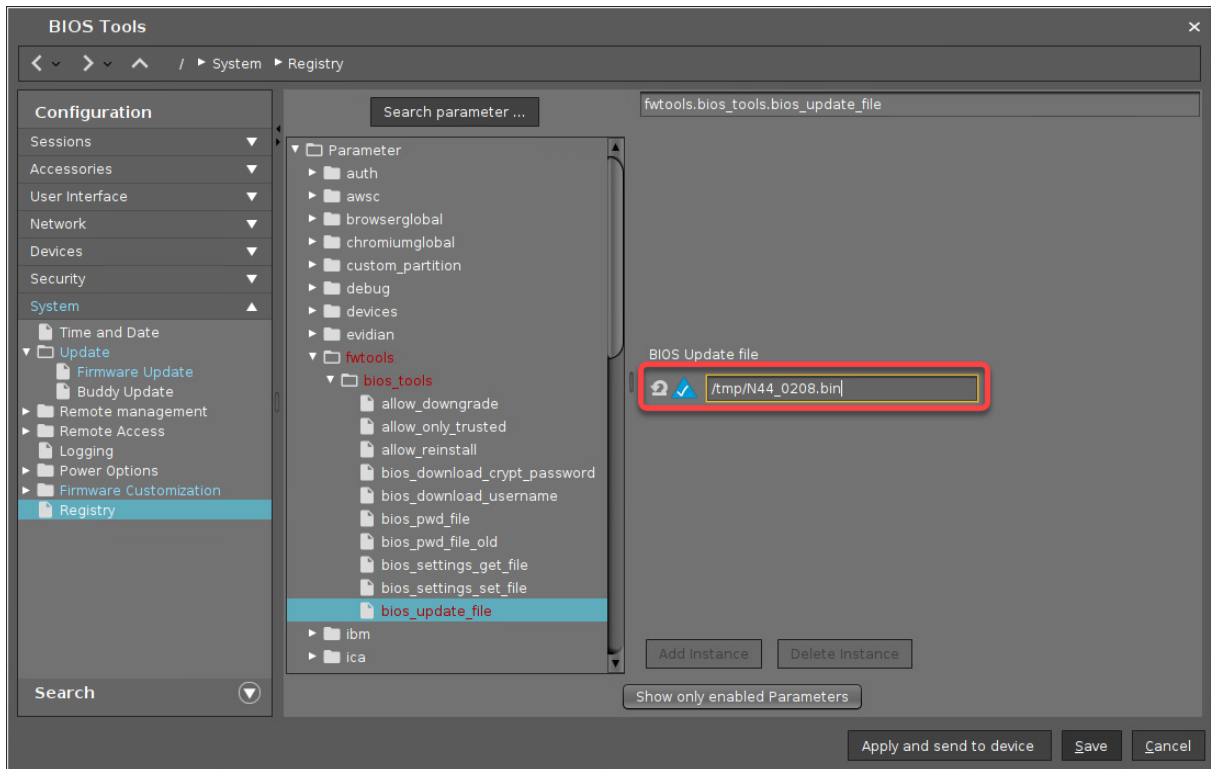 BIOS Tools
/ System Registry
Configuration
Sessions
Accessories
User Interface
Network
Devices
Security
System
Time and Date
Update
Firmware Update
Buddy Update
Remote management
Remote Access
Logging
Power Options
Firmware Customization
Registry
Search
Search parameter ...
Parameter
auth
awsc
browserglobal
chromiumglobal
custom_partition
debug
devices
evidian
fwtools
bios_tools
allow_downgrade
allow_only_trusted
allow_reinstall
bios_download_crypt_password
bios_download_username
bios_pwd_file
bios_pwd_file_old
bios_settings_get_file
bios_settings_set_file
bios_update_file
ibm
ica
fwtools.bios_tools.bios_update_file
BIOS Update file
/tmp/N44_0208.bin
Add Instance Delete Instance
Show only enabled Parameters
Apply and send to device Save Cancel